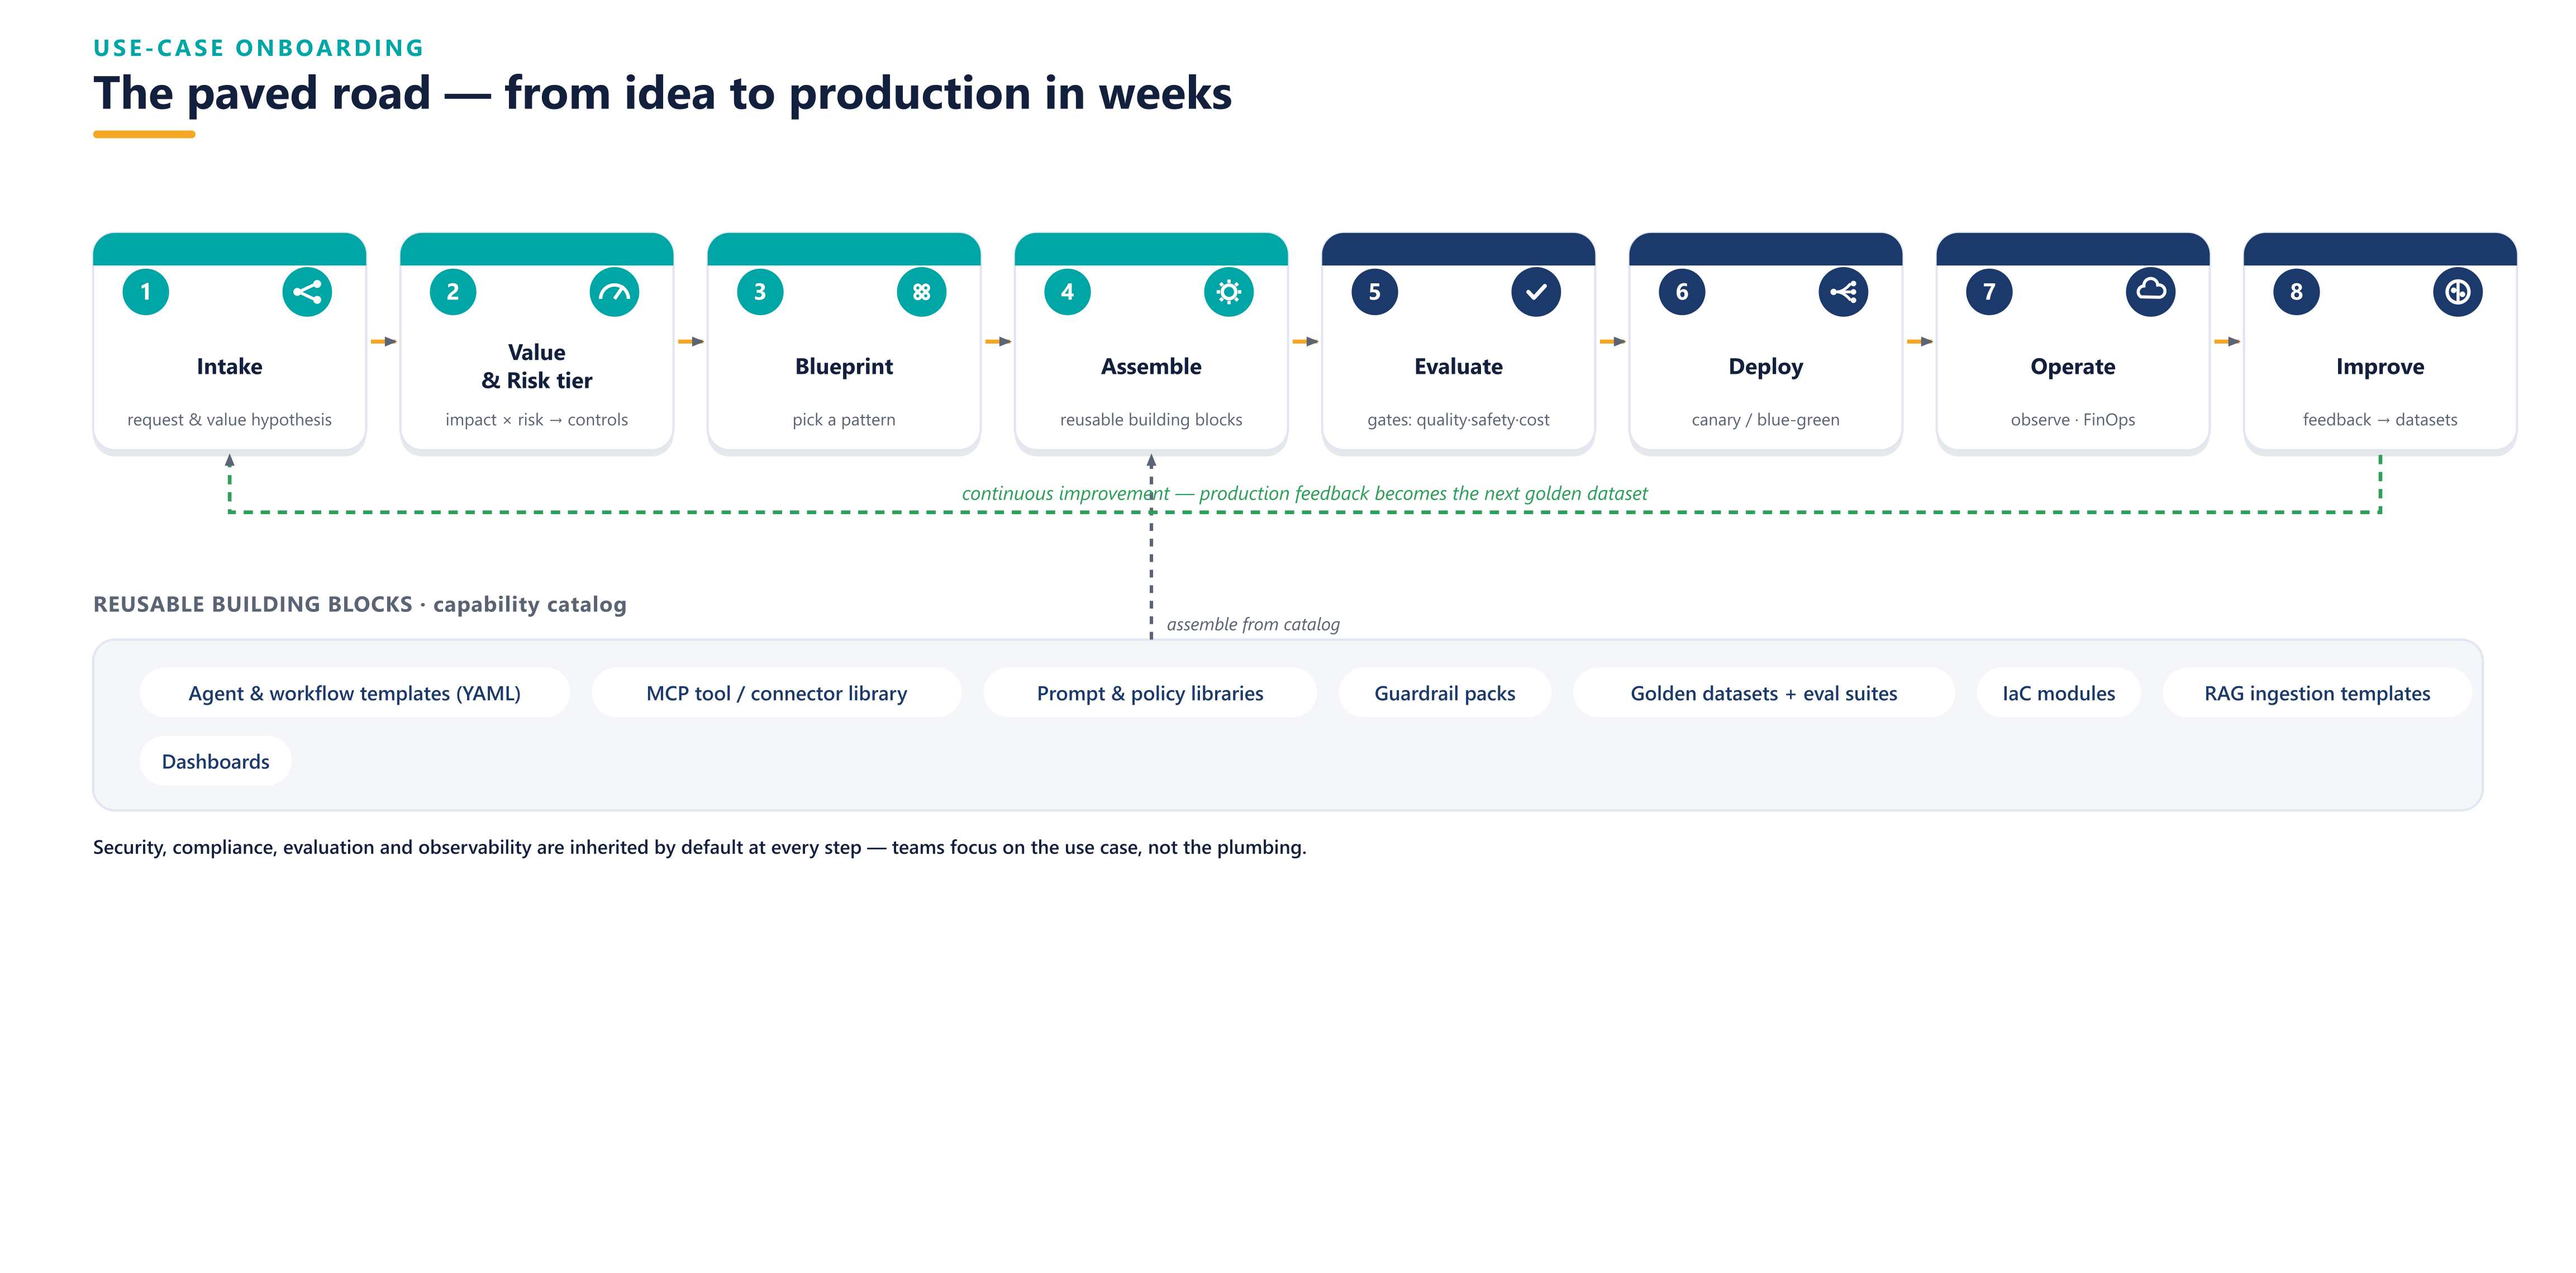 USE-CASE ONBOARDING
The paved road — from idea to production in weeks
1
Intake
request & value hypothesis
2
Value
& Risk tier
impact × risk → controls
3
Blueprint
pick a pattern
4
Assemble
reusable building blocks
5
Evaluate
gates: quality·safety·cost
6
Deploy
canary / blue-green
7
Operate
observe · FinOps
8
Improve
feedback → datasets
continuous improvement — production feedback becomes the next golden dataset
REUSABLE BUILDING BLOCKS · capability catalog
assemble from catalog
Agent & workflow templates (YAML)
MCP tool / connector library
Prompt & policy libraries
Guardrail packs
Golden datasets + eval suites
IaC modules
RAG ingestion templates
Dashboards
Security, compliance, evaluation and observability are inherited by default at every step — teams focus on the use case, not the plumbing.